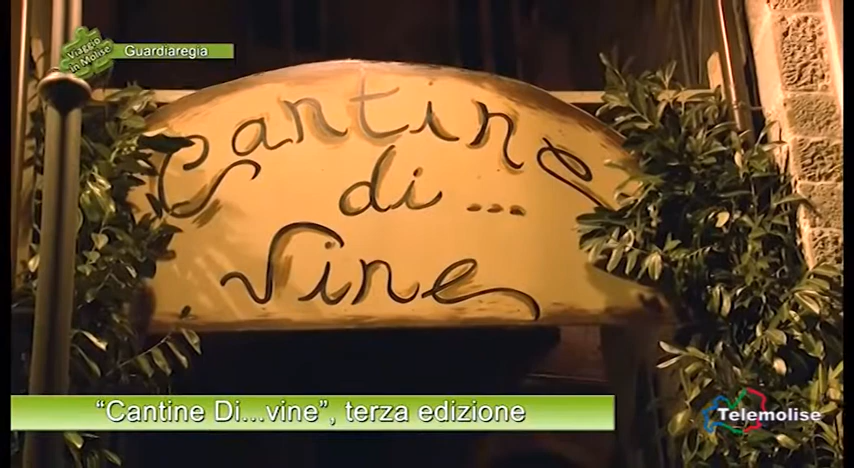 Viaggio
in Molise
Guardiaregia
Cantine
di ...
Vine
“Cantine Di...vine”, terza edizione
Telemolise